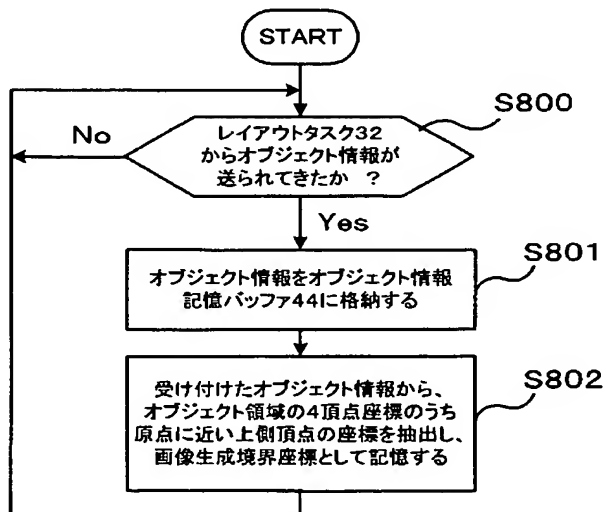 START
S800
No
レイアウトタスク32
からオブジェクト情報が
送られてきたか ?
Yes
S801
オブジェクト情報をオブジェクト情報
記憶バッファ44に格納する
S802
受け付けたオブジェクト情報から、
オブジェクト領域の4頂点座標のうち
原点に近い上側頂点の座標を抽出し、
画像生成境界座標として記憶する